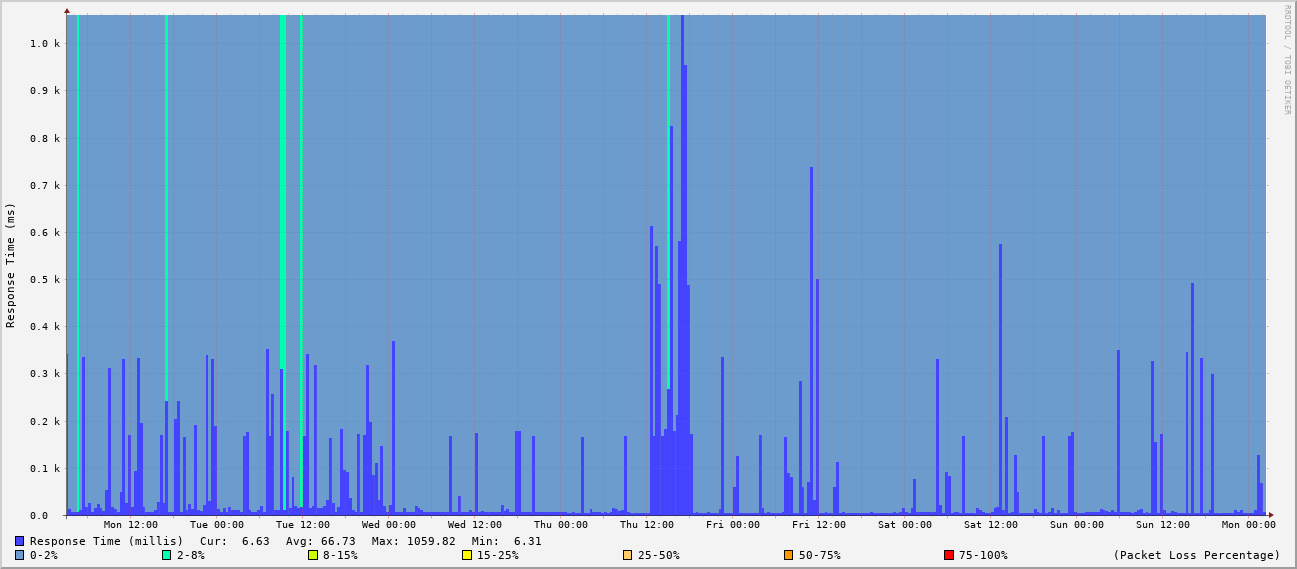 RRDTOOL / TOBI OETIKER
Response Time (ms)
1.0 k
0.9 k
0.8 k
0.7 k
0.6 k
0.5 k
0.4 k
0.3 k
0.2 k
0.1 k
0.0
Mon 12:00 Tue 00:00 Tue 12:00 Wed 00:00 Wed 12:00 Thu 00:00 Thu 12:00 Fri 00:00 Fri 12:00 Sat 00:00 Sat 12:00 Sun 00:00 Sun 12:00 Mon 00:00
Response Time (millis) Cur: 6.63 Avg: 66.73 Max: 1059.82 Min: 6.31
0-2% 2-8% 8-15% 15-25% 25-50% 50-75% 75-100% (Packet Loss Percentage)